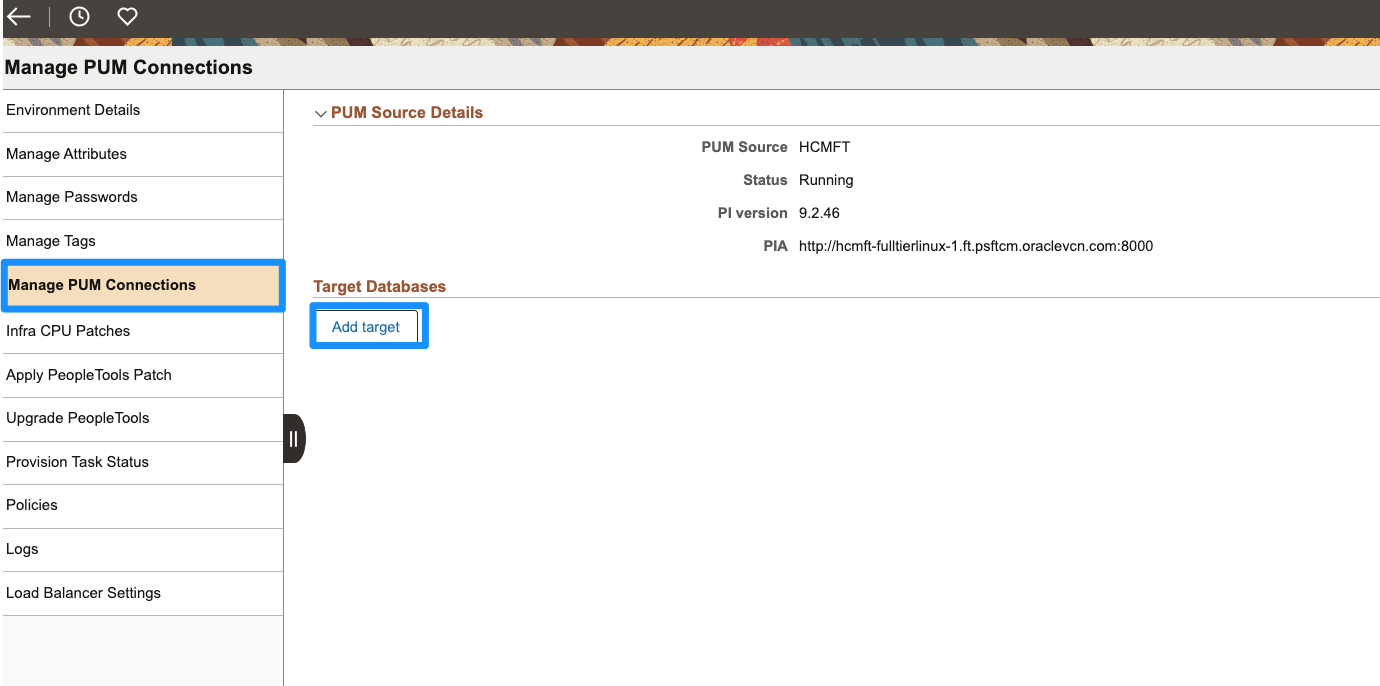 Manage PUM Connections
Environment Details
Manage Attributes
Manage Passwords
Manage Tags
Manage PUM Connections
Infra CPU Patches
Apply PeopleTools Patch
Upgrade PeopleTools
Provision Task Status
Policies
Logs
Load Balancer Settings
PUM Source Details
PUM Source HCMFT
Status Running
PI version 9.2.46
PIA http://hcmft-fulltierlinux-1.ft.psftcm.oraclevcn.com:8000
Target Databases
Add target